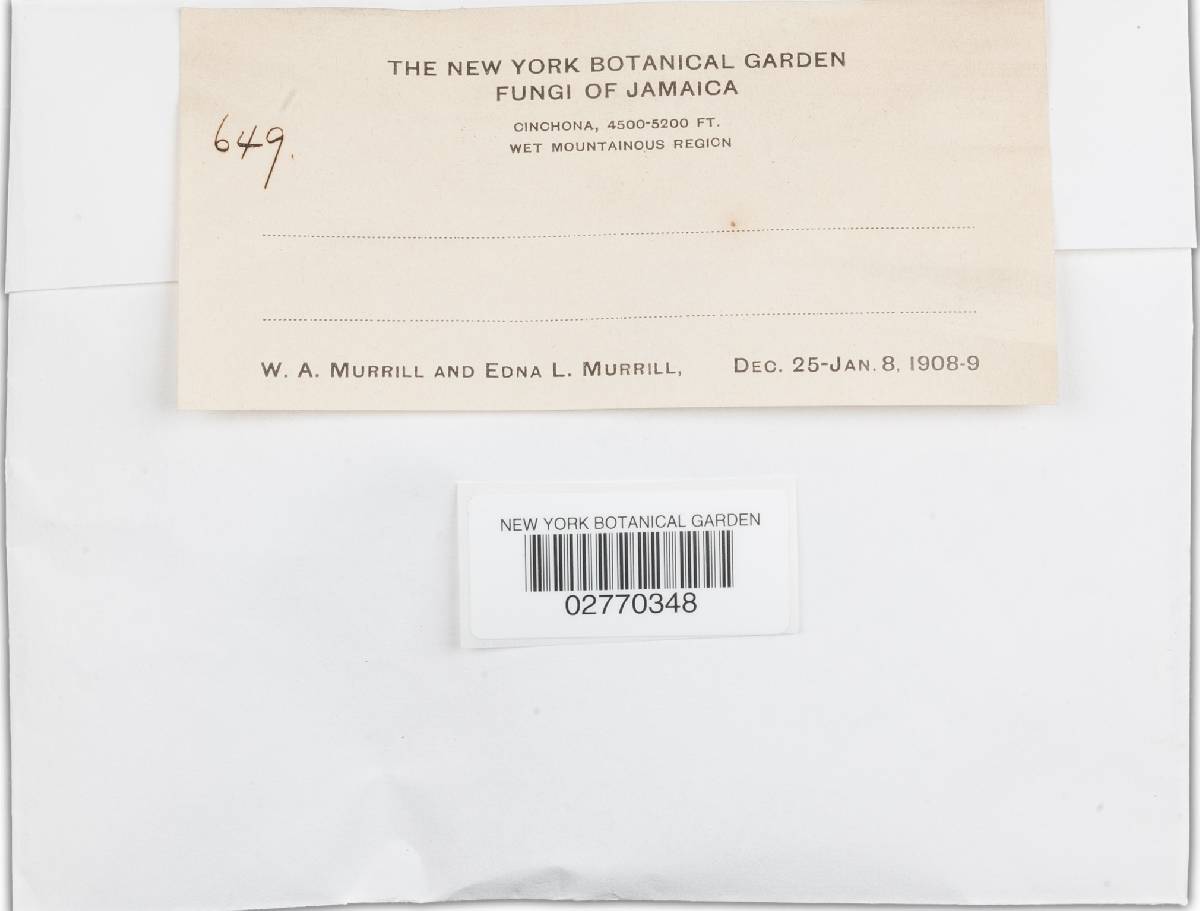 THE NEW YORK BOTANICAL GARDEN
FUNGI OF JAMAICA
CINCHONA, 4500-5200 FT.
WET MOUNTAINOUS REGION
649.
W. A. MURRILL AND EDNA L. MURRILL, DEC. 25-JAN. 8, 1908-9
NEW YORK BOTANICAL GARDEN
02770348